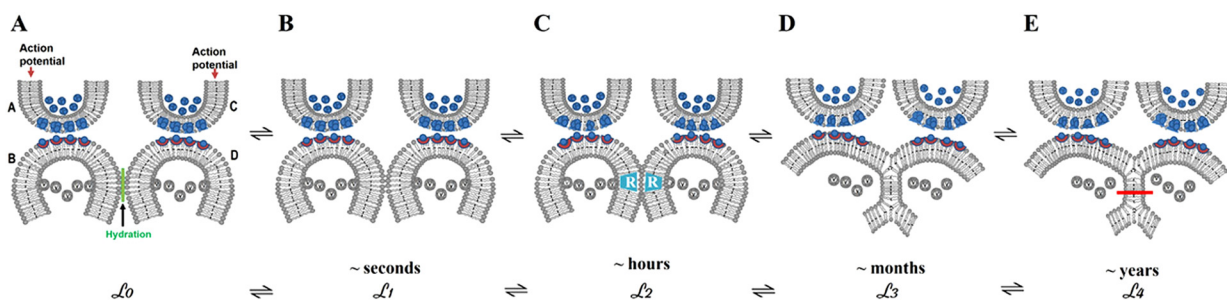 A
B
C
D
E
Action
potential
Action
potential
A
C
B
D
R R
Hydration
~ seconds
~ hours
~ months
~ years
ℒ0
⇌
ℒ1
⇌
ℒ2
⇌
ℒ3
⇌
ℒ4